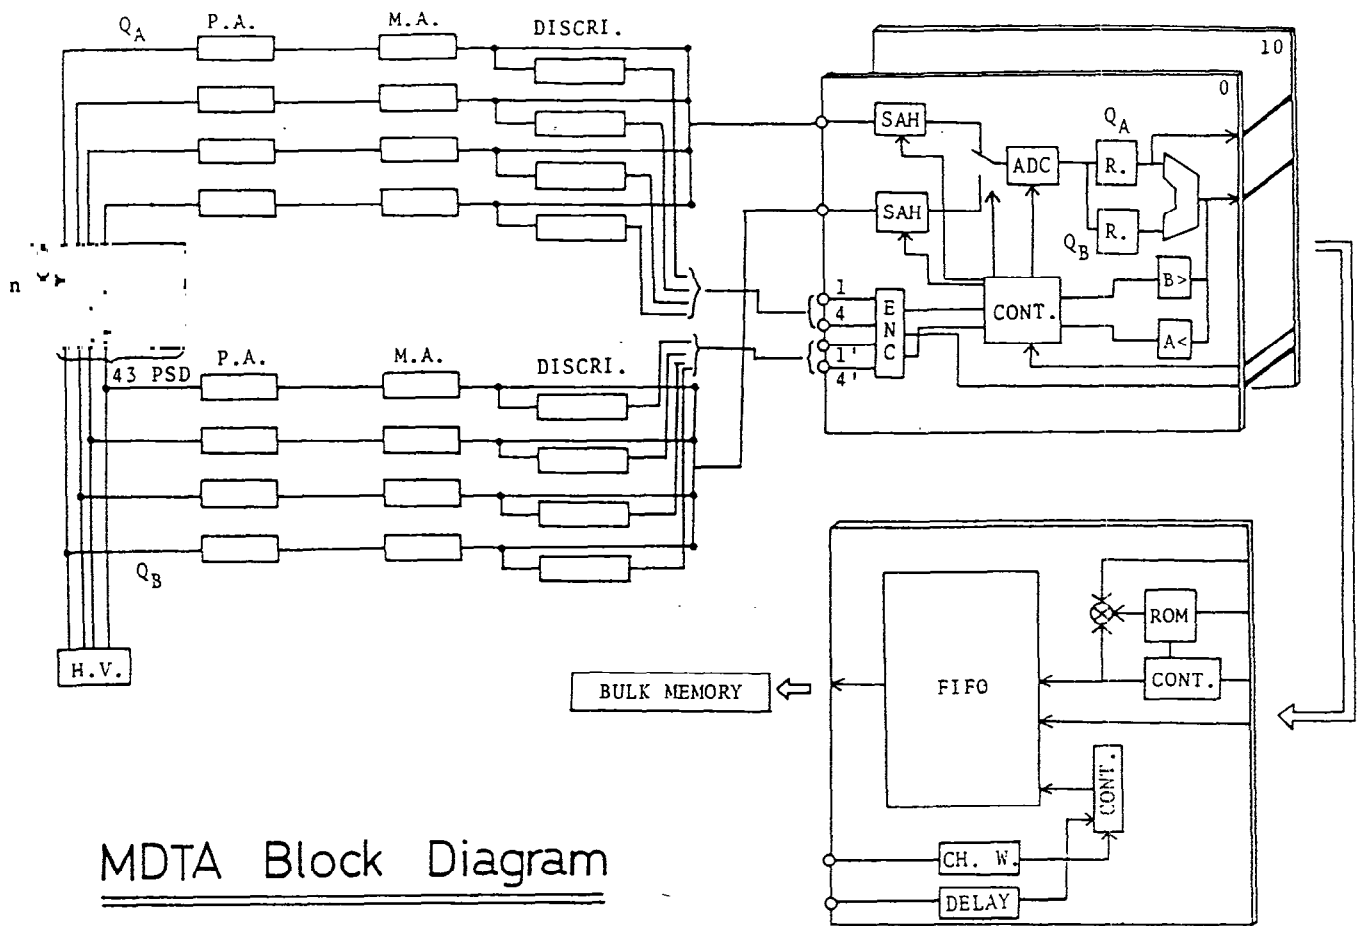 Q_A
P.A.
M.A.
DISCRI.
10
0
SAH
Q_A
ADC
R.
SAH
Q_B
R.
n
1
4
1'
4'
ENC
CONT.
B>
A<
43 PSD
P.A.
M.A.
DISCRI.
Q_B
H.V.
BULK MEMORY
FIFO
ROM
CONT.
CONT.
CH. W.
DELAY
MDTA Block Diagram